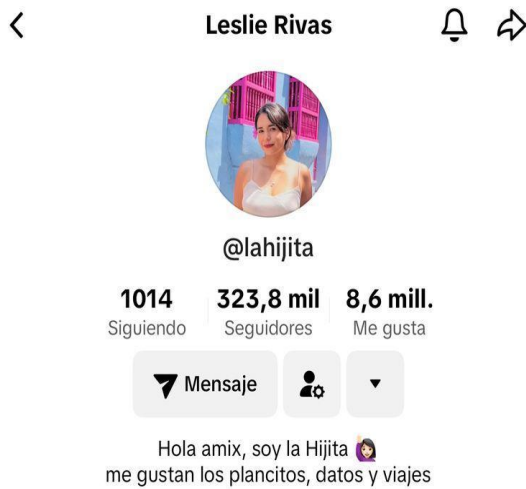 Leslie Rivas
@lahijita
1014 323,8 mil 8,6 mill.
Siguiendo Seguidores Me gusta
Mensaje
Hola amix, soy la Hijita 🙋🏻‍♀️
me gustan los plancitos, datos y viajes